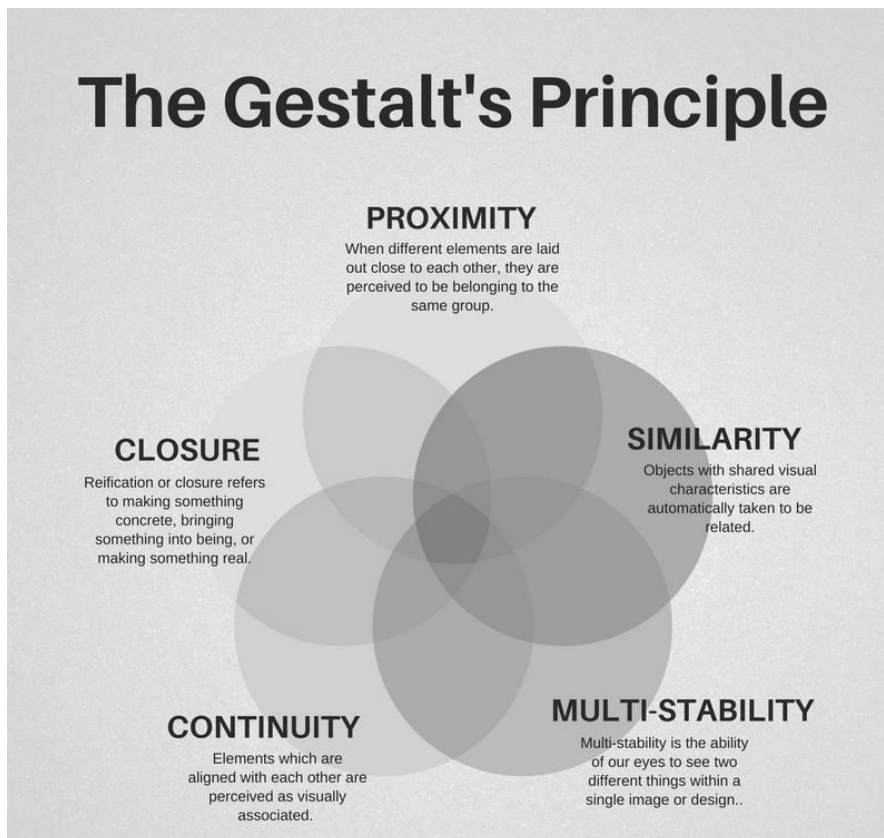 The Gestalt's Principle
PROXIMITY
When different elements are laid
out close to each other, they are
perceived to be belonging to the
same group.
CLOSURE
Reification or closure refers
to making something
concrete, bringing
something into being, or
making something real.
SIMILARITY
Objects with shared visual
characteristics are
automatically taken to be
related.
CONTINUITY
Elements which are
aligned with each other are
perceived as visually
associated.
MULTI-STABILITY
Multi-stability is the ability
of our eyes to see two
different things within a
single image or design..